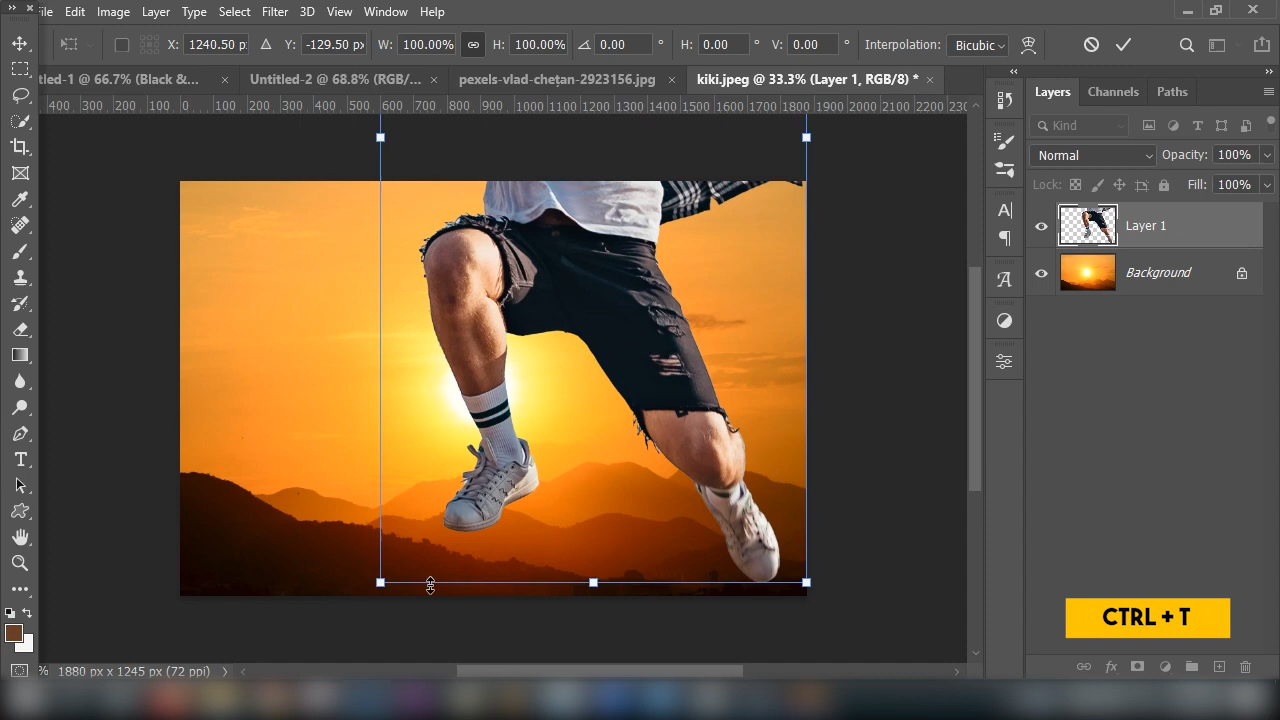 ile Edit Image Layer Type Select Filter 3D View Window Help
X: 1240.50 p: Δ Y: -129.50 px W: 100.00% H: 100.00% 0.00 ° H: 0.00 ° V: 0.00 ° Interpolation: Bicubic
tled-1 @ 66.7% (Black &... × Untitled-2 @ 68.8% (RGB/... × pexels-vlad-chețan-2923156.jpg × kiki.jpeg @ 33.3% (Layer 1, RGB/8) * ×
400 300 200 100 0 100 200 300 400 500 600 700 800 900 1000 1100 1200 1300 1400 1500 1600 1700 1800 1900 2000 2100 2200 230
Layers Channels Paths
Kind
Normal Opacity: 100%
Lock: Fill: 100%
Layer 1
Background
CTRL + T
% 1880 px x 1245 px (72 ppi)
fx